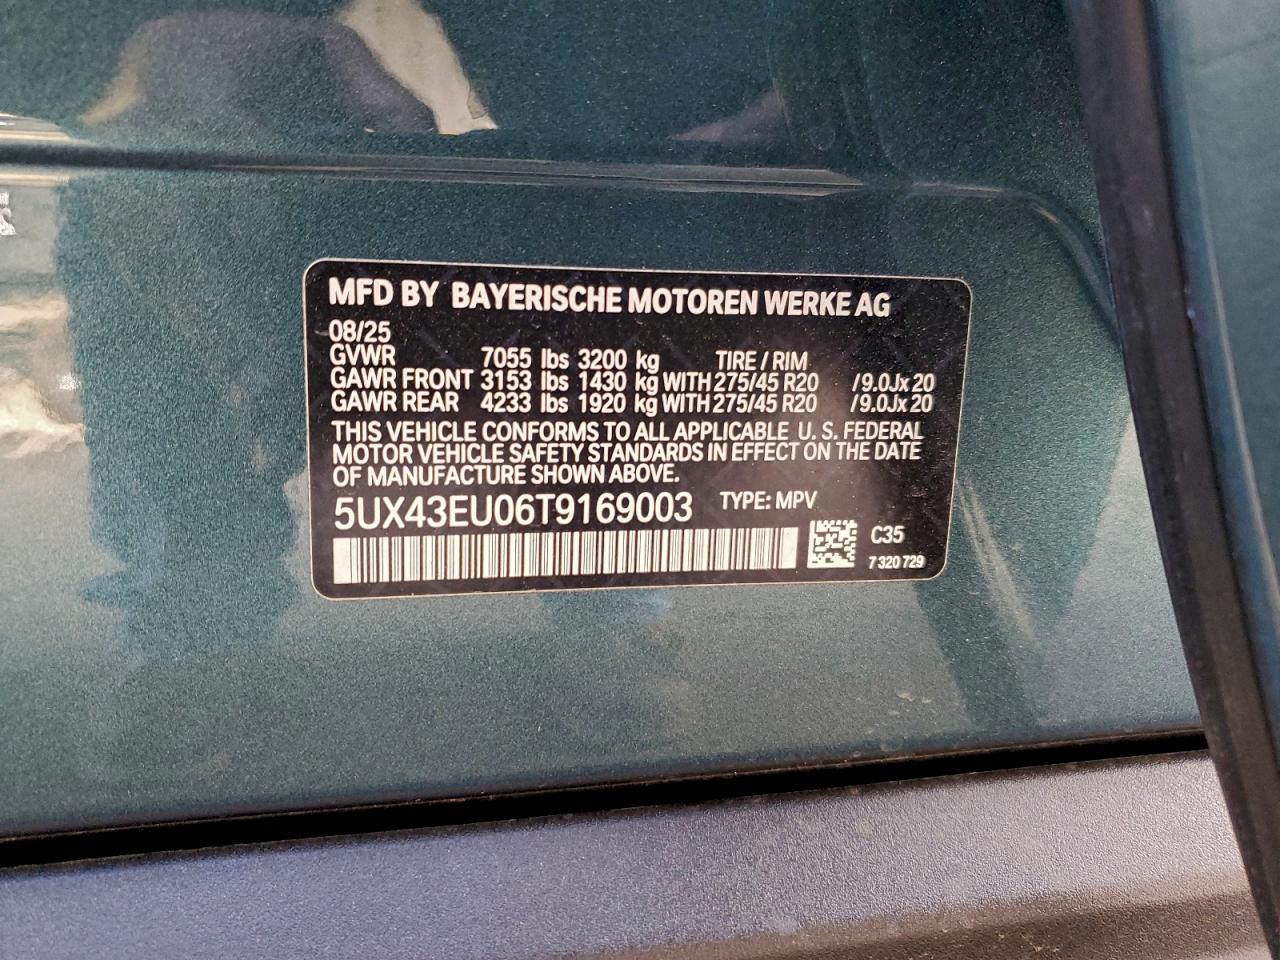 MFD BY BAYERISCHE MOTOREN WERKE AG
08/25
GVWR 7055 lbs 3200 kg TIRE / RIM
GAWR FRONT 3153 lbs 1430 kg WITH 275/45 R20 / 9.0Jx20
GAWR REAR 4233 lbs 1920 kg WITH 275/45 R20 / 9.0Jx20
THIS VEHICLE CONFORMS TO ALL APPLICABLE U. S. FEDERAL
MOTOR VEHICLE SAFETY STANDARDS IN EFFECT ON THE DATE
OF MANUFACTURE SHOWN ABOVE.
5UX43EU06T9169003 TYPE: MPV
C35
7 320 729